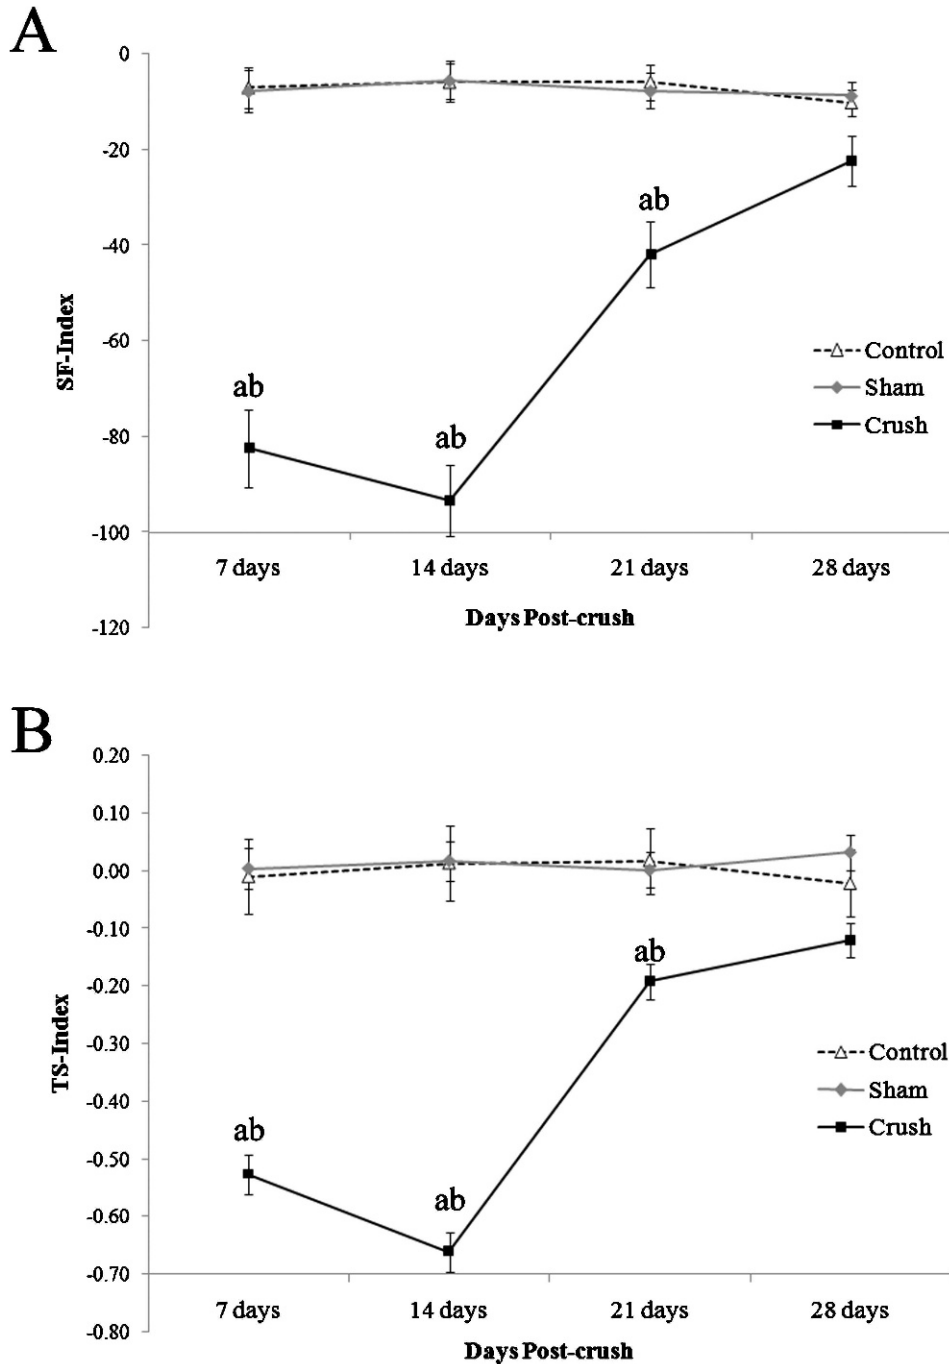 A
0
-20
-40
-60
-80
-100
-120
SF-Index
ab
ab
ab
Control
Sham
Crush
7 days 14 days 21 days 28 days
Days Post-crush
B
0.20
0.10
0.00
-0.10
-0.20
-0.30
-0.40
-0.50
-0.60
-0.70
-0.80
TS-Index
ab
ab
ab
Control
Sham
Crush
7 days 14 days 21 days 28 days
Days Post-crush